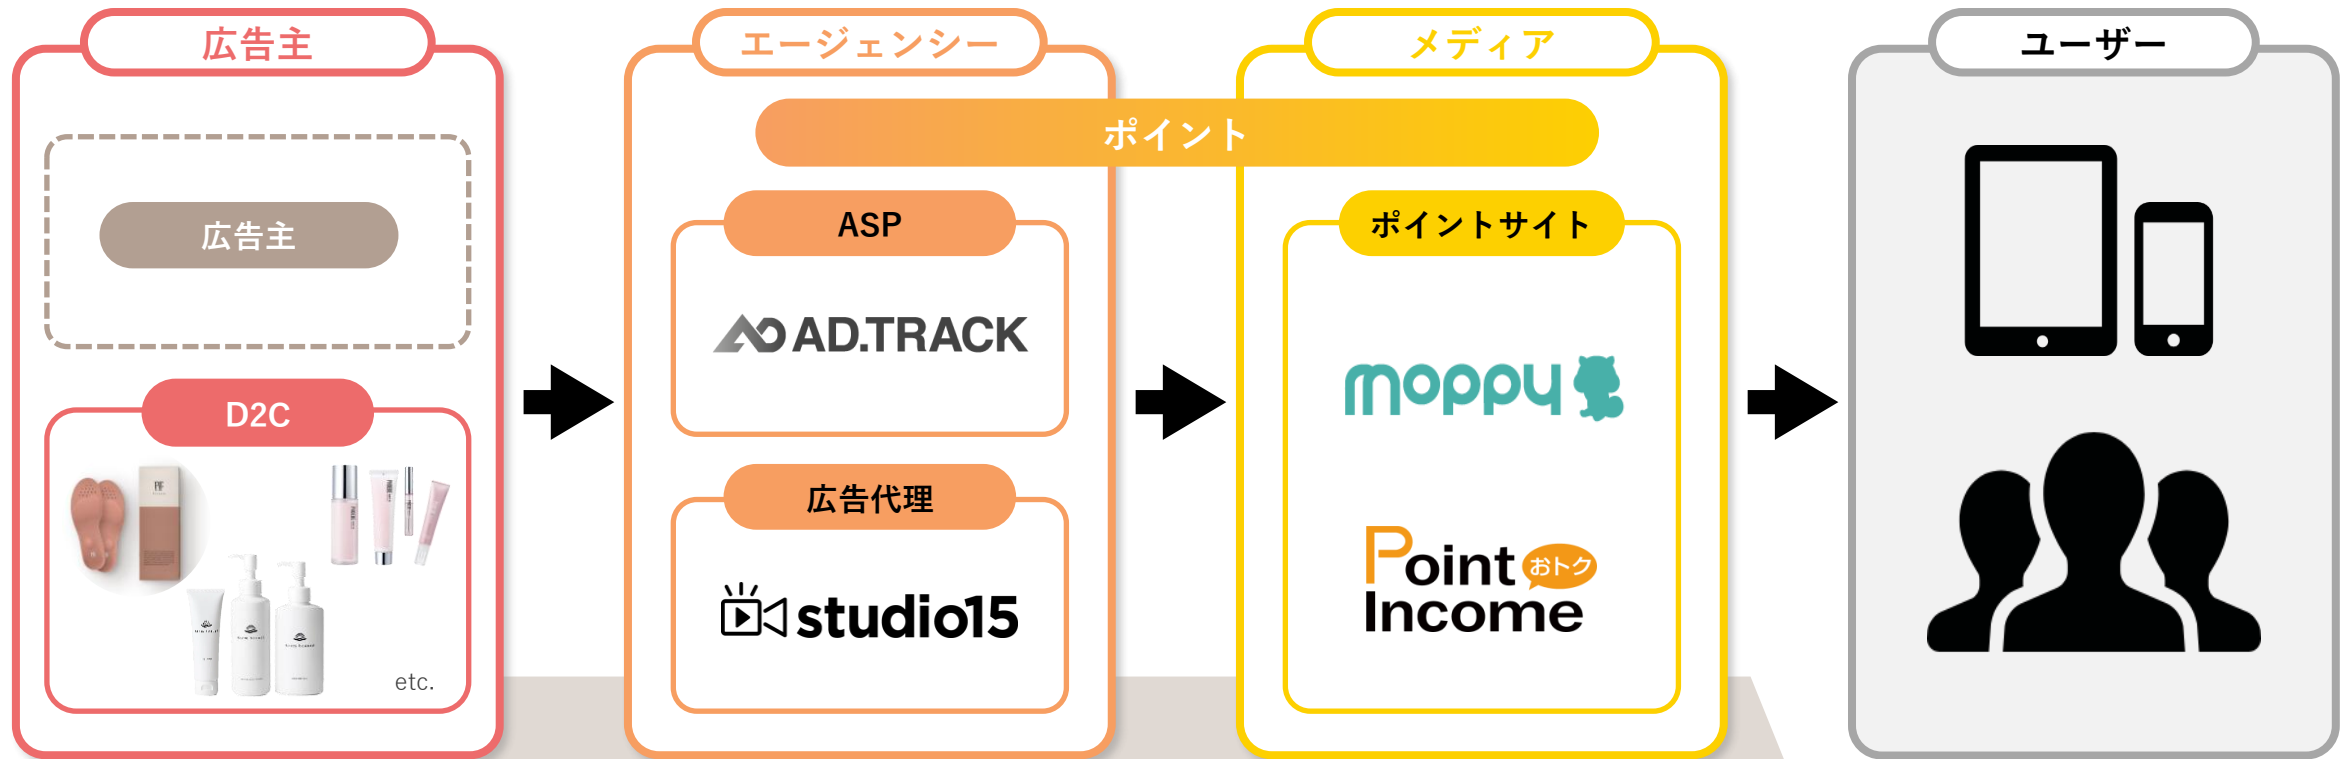 広告主
広告主
D2C
etc.
エージェンシー
ポイント
ASP
AD.TRACK
広告代理
studio15
メディア
ポイントサイト
moppy
Point おトク
Income
ユーザー